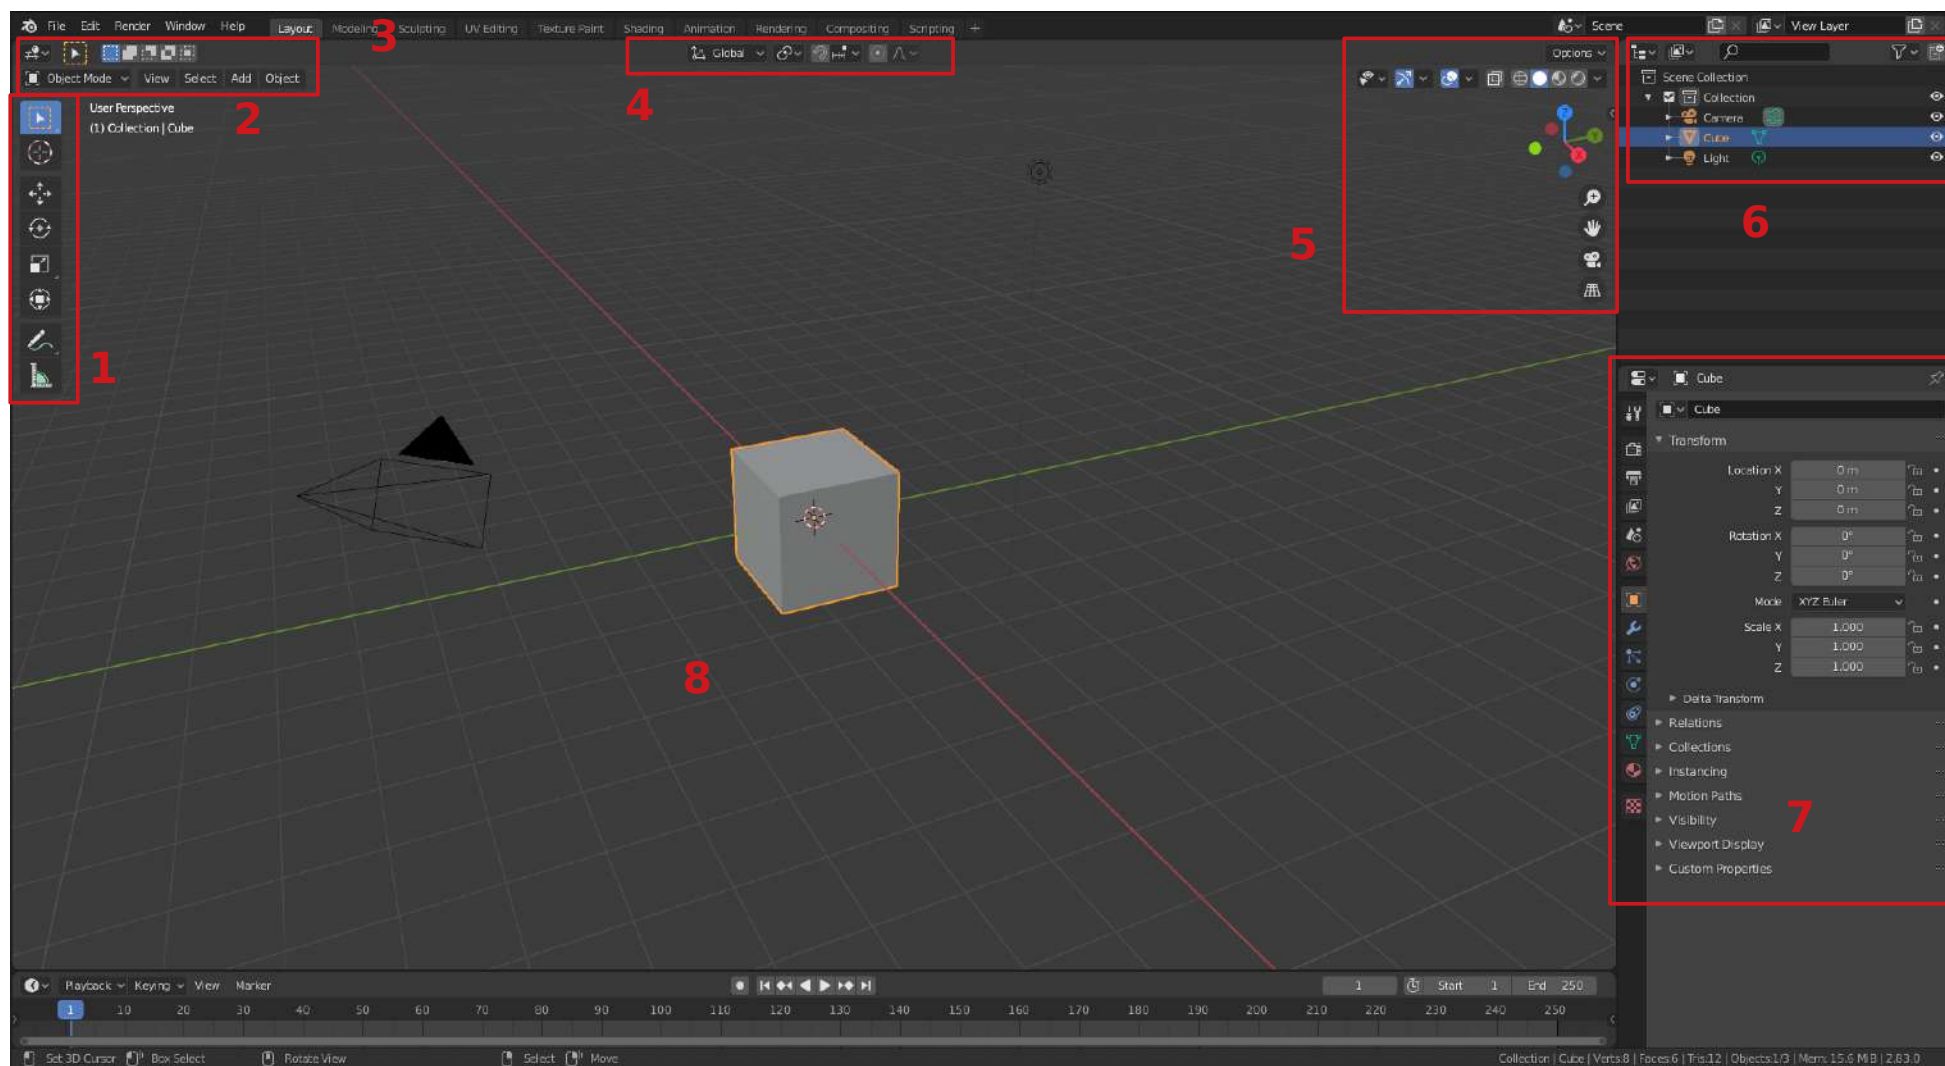 File Edit Render Window Help Layout Modeling Sculpting UV Editing Texture Paint Shading Animation Rendering Compositing Scripting + Scene View Layer
3
Global Options
Object Mode View Select Add Object
2
4
User Perspective
(1) Collection | Cube
Scene Collection
Collection
Camera
Cube
Light
Z
Y
X
5
6
1
Cube
Cube
Transform
Location X 0 m
Y 0 m
Z 0 m
Rotation X 0°
Y 0°
Z 0°
Mode XYZ Euler
Scale X 1.000
Y 1.000
Z 1.000
Delta Transform
Relations
Collections
Instancing
Motion Paths
Visibility
Viewport Display
Custom Properties
7
8
Playback Keying View Marker 1 Start 1 End 250
1 10 20 30 40 50 60 70 80 90 100 110 120 130 140 150 160 170 180 190 200 210 220 230 240 250
Set 3D Cursor Box Select Rotate View Select Move Collection | Cube | Verts:8 | Faces:6 | Tris:12 | Objects:1/3 | Mem: 15.6 MiB | 2.83.0